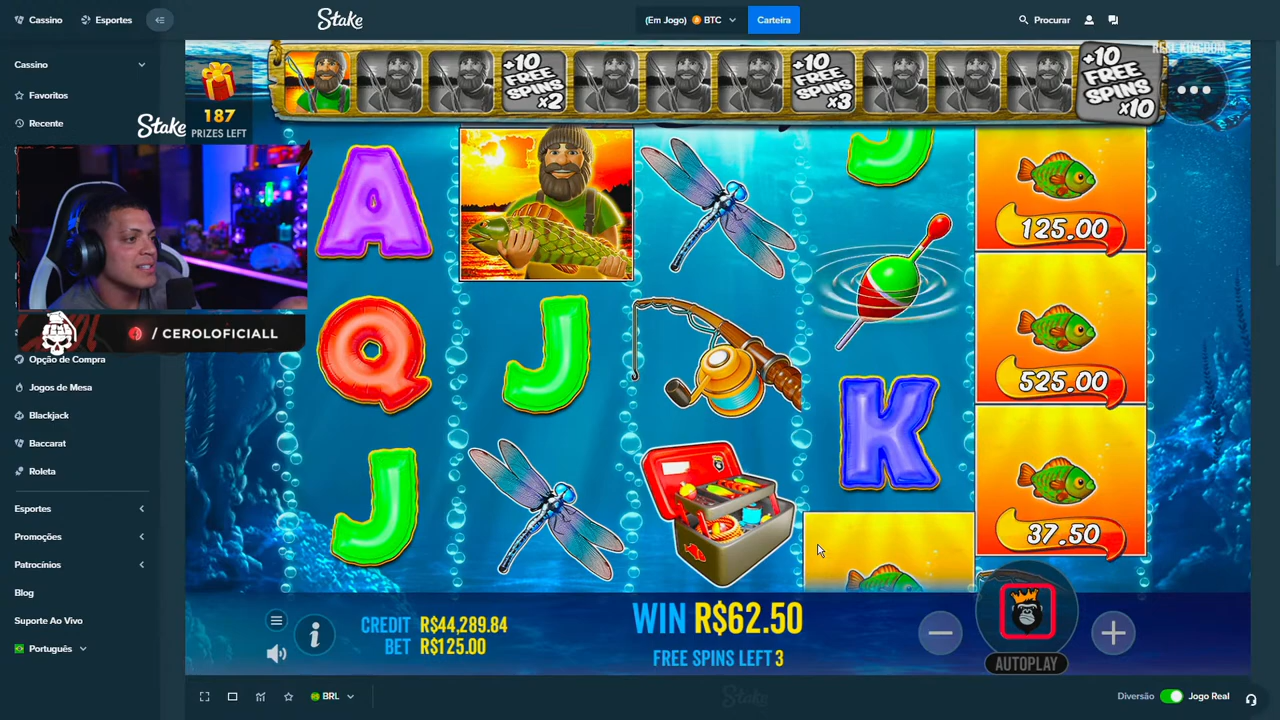 Cassino
Esportes
Stake
(Em Jogo) BTC
Carteira
Procurar
Cassino
Favoritos
Recente
Stake
187
PRIZES LEFT
+10 FREE SPINS x2
+10 FREE SPINS x3
+10 FREE SPINS x10
REEL KINGDOM
A
J
125.00
/ CEROLOFICIALL
Q
J
525.00
K
J
37.50
Opção de Compra
Jogos de Mesa
Blackjack
Baccarat
Roleta
Esportes
Promoções
Patrocínios
Blog
Suporte Ao Vivo
Português
CREDIT R$44,289.84
BET R$125.00
WIN R$62.50
FREE SPINS LEFT 3
AUTOPLAY
BRL
Stake
Diversão
Jogo Real